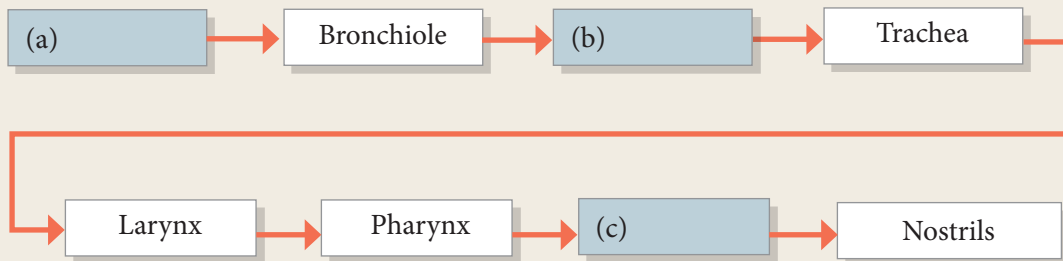 (a)
Bronchiole
(b)
Trachea
Larynx
Pharynx
(c)
Nostrils